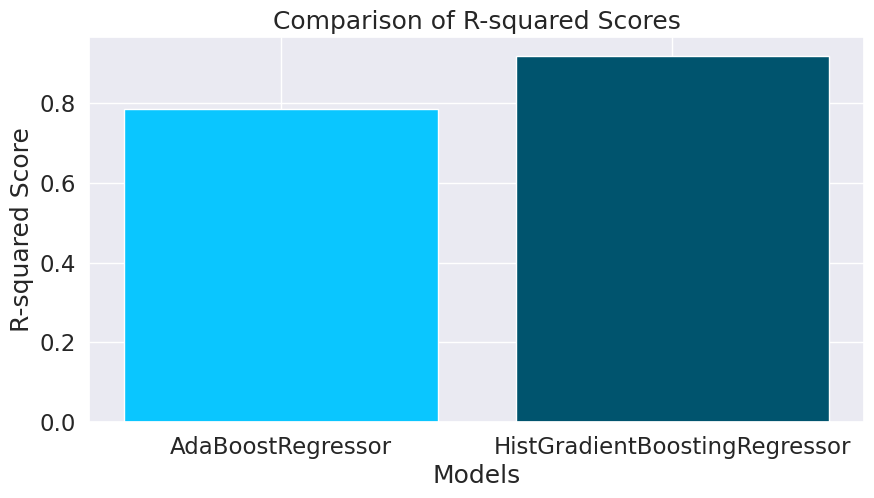 Comparison of R-squared Scores
R-squared Score
0.8
0.6
0.4
0.2
0.0
AdaBoostRegressor
HistGradientBoostingRegressor
Models